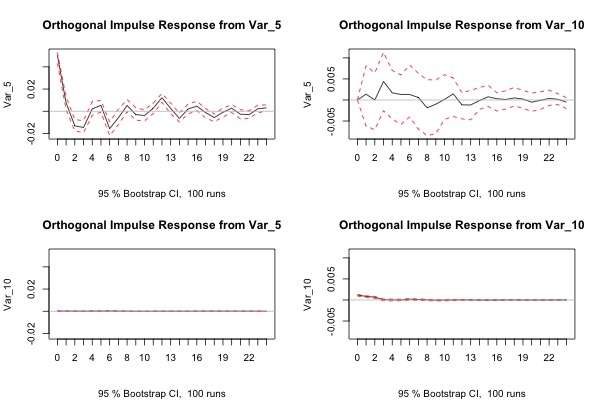 Orthogonal Impulse Response from Var_5
Var_5
0.02
-0.02
0 2 4 6 8 10 13 16 19 22
95 % Bootstrap CI, 100 runs
Orthogonal Impulse Response from Var_10
Var_5
0.005
-0.005
0 2 4 6 8 10 13 16 19 22
95 % Bootstrap CI, 100 runs
Orthogonal Impulse Response from Var_5
Var_10
0.02
-0.02
0 2 4 6 8 10 13 16 19 22
95 % Bootstrap CI, 100 runs
Orthogonal Impulse Response from Var_10
Var_10
0.005
-0.005
0 2 4 6 8 10 13 16 19 22
95 % Bootstrap CI, 100 runs